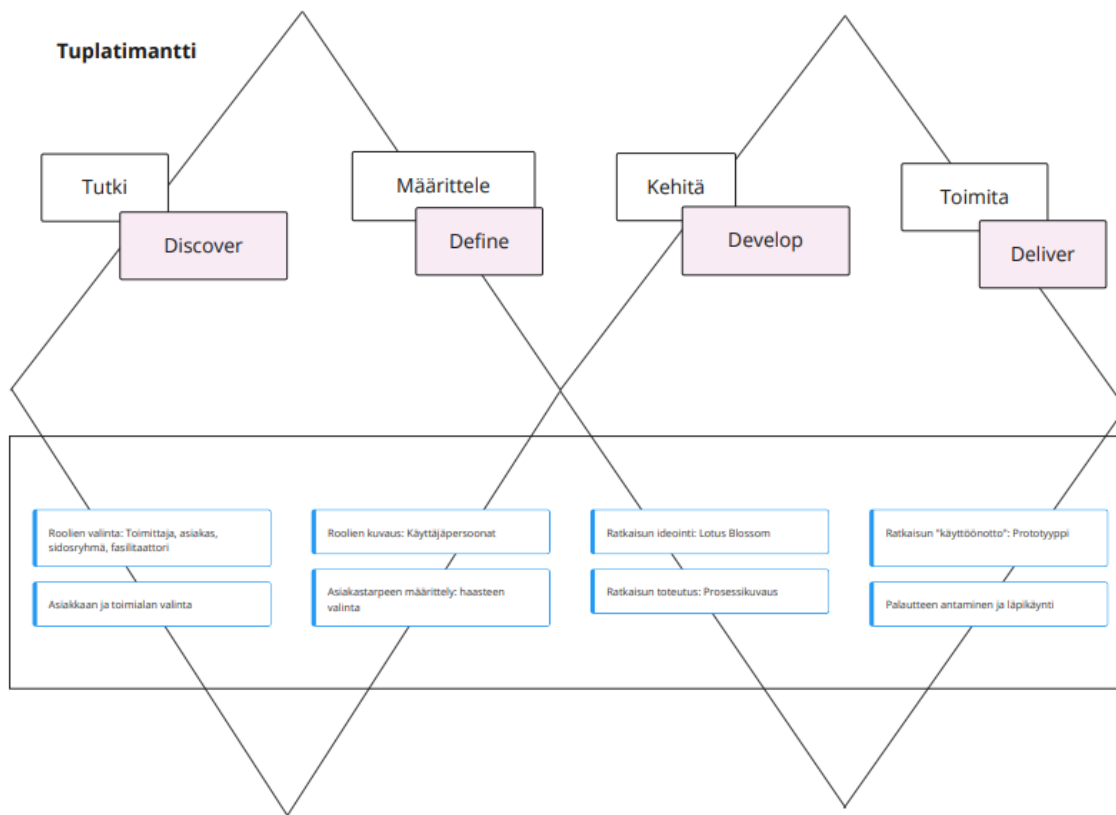 Tuplatimantti
Tutki
Discover
Määrittele
Define
Kehitä
Develop
Toimita
Deliver
Roolien valinta: Toimittaja, asiakas,
sidosryhmä, fasilitaattori
Asiakkaan ja toimialan valinta
Roolien kuvaus: Käyttäjäpersoonat
Asiakastarpeen määrittely: haasteen
valinta
Ratkaisun ideointi: Lotus Blossom
Ratkaisun toteutus: Prosessikuvaus
Ratkaisun "käyttöönotto": Prototyyppi
Palautteen antaminen ja läpikäynti